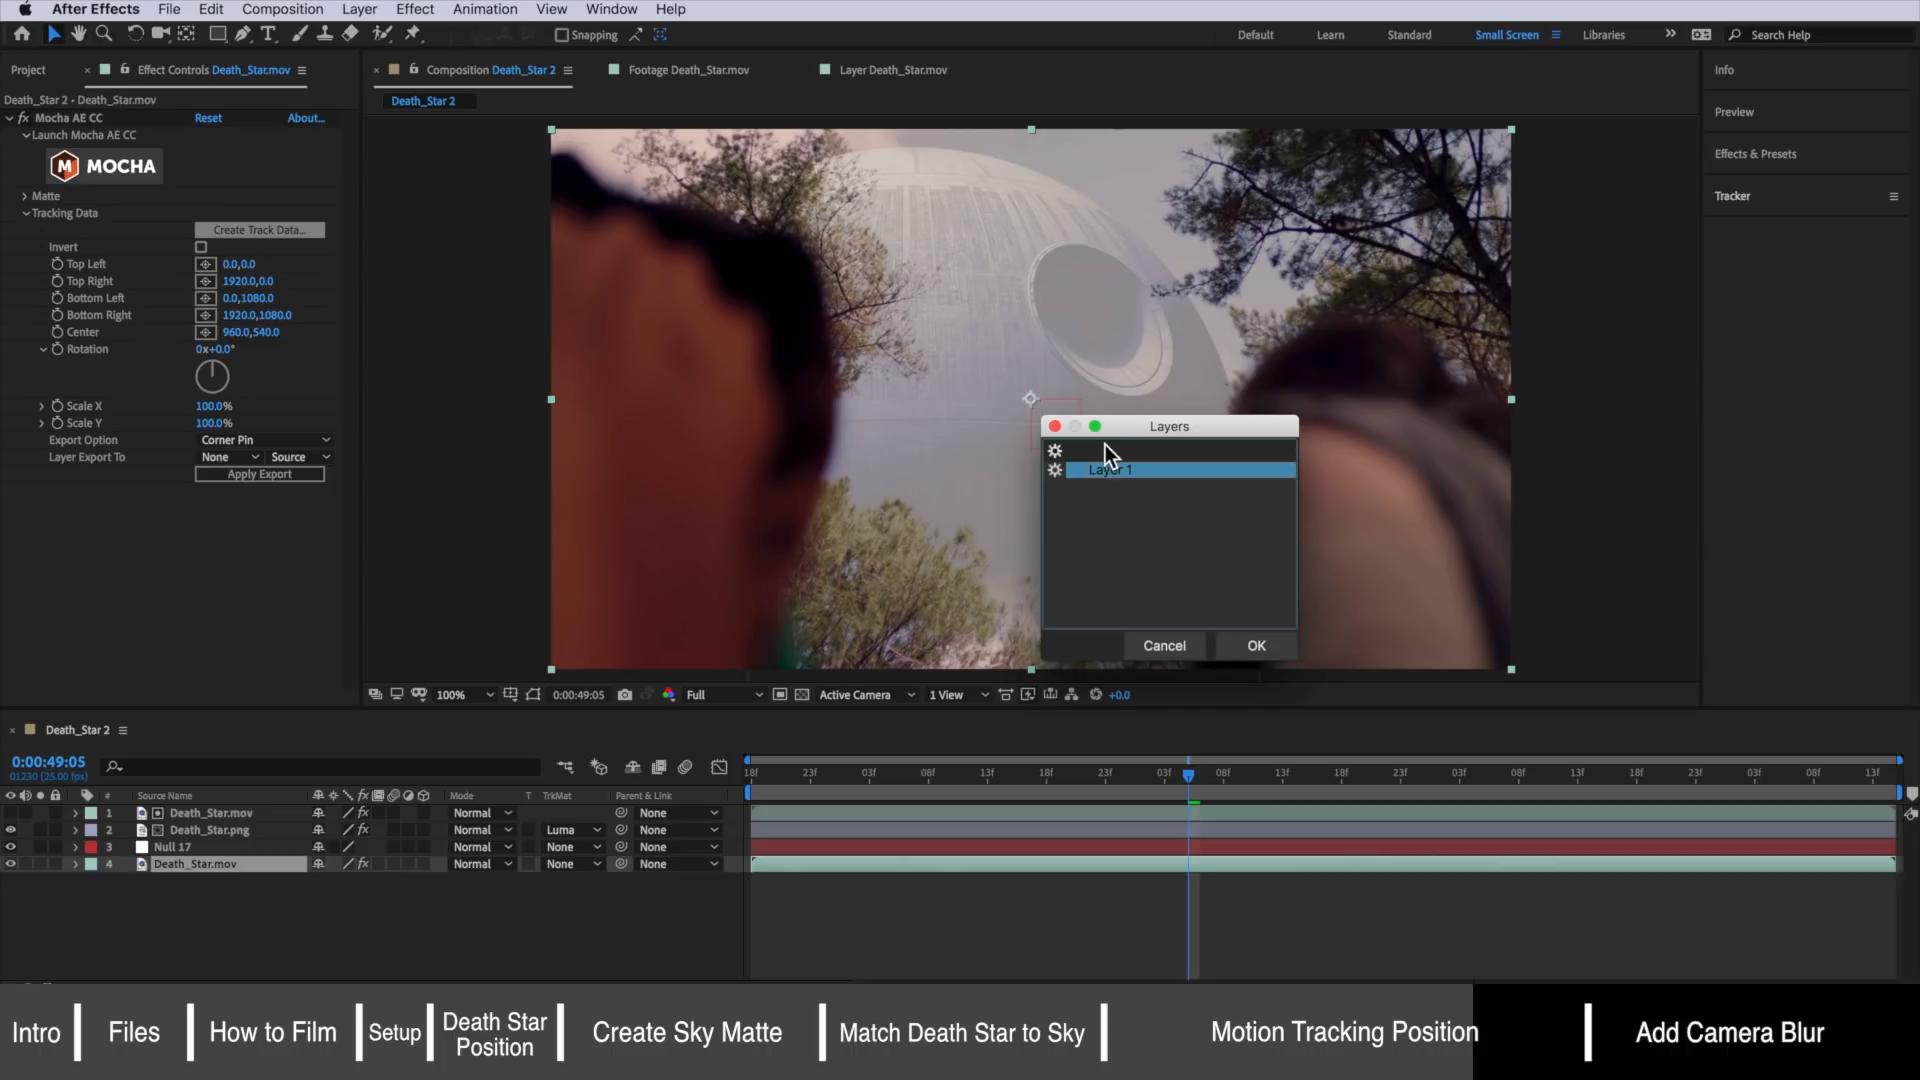 After Effects File Edit Composition Layer Effect Animation View Window Help
Snapping Default Learn Standard Small Screen Libraries Search Help
Project Effect Controls Death_Star.mov Composition Death_Star 2 Footage Death_Star.mov Layer Death_Star.mov Info
Death_Star 2 • Death_Star.mov
Death_Star 2
Mocha AE CC Reset About...
Preview
Launch Mocha AE CC
M MOCHA
Effects & Presets
Matte
Tracker
Tracking Data
Create Track Data...
Invert
Top Left 0.0,0.0
Top Right 1920.0,0.0
Bottom Left 0.0,1080.0
Bottom Right 1920.0,1080.0
Center 960.0,540.0
Rotation 0x+0.0°
Scale X 100.0%
Scale Y 100.0%
Export Option Corner Pin
Layer Export To None Source
Apply Export
Layers
Layer 1
Cancel OK
100% 0:00:49:05 Full Active Camera 1 View +0.0
Death_Star 2
0:00:49:05
01230 (25.00 fps)
18f 23f 03f 08f 13f 18f 23f 03f 08f 13f 18f 23f 03f 08f 13f 18f 23f 03f 08f 13f
# Source Name fx Mode T TrkMat Parent & Link
1 Death_Star.mov fx Normal None
2 Death_Star.png fx Normal Luma None
3 Null 17 Normal None None
4 Death_Star.mov fx Normal None None
Intro Files How to Film Setup Death Star Position Create Sky Matte Match Death Star to Sky Motion Tracking Position Add Camera Blur